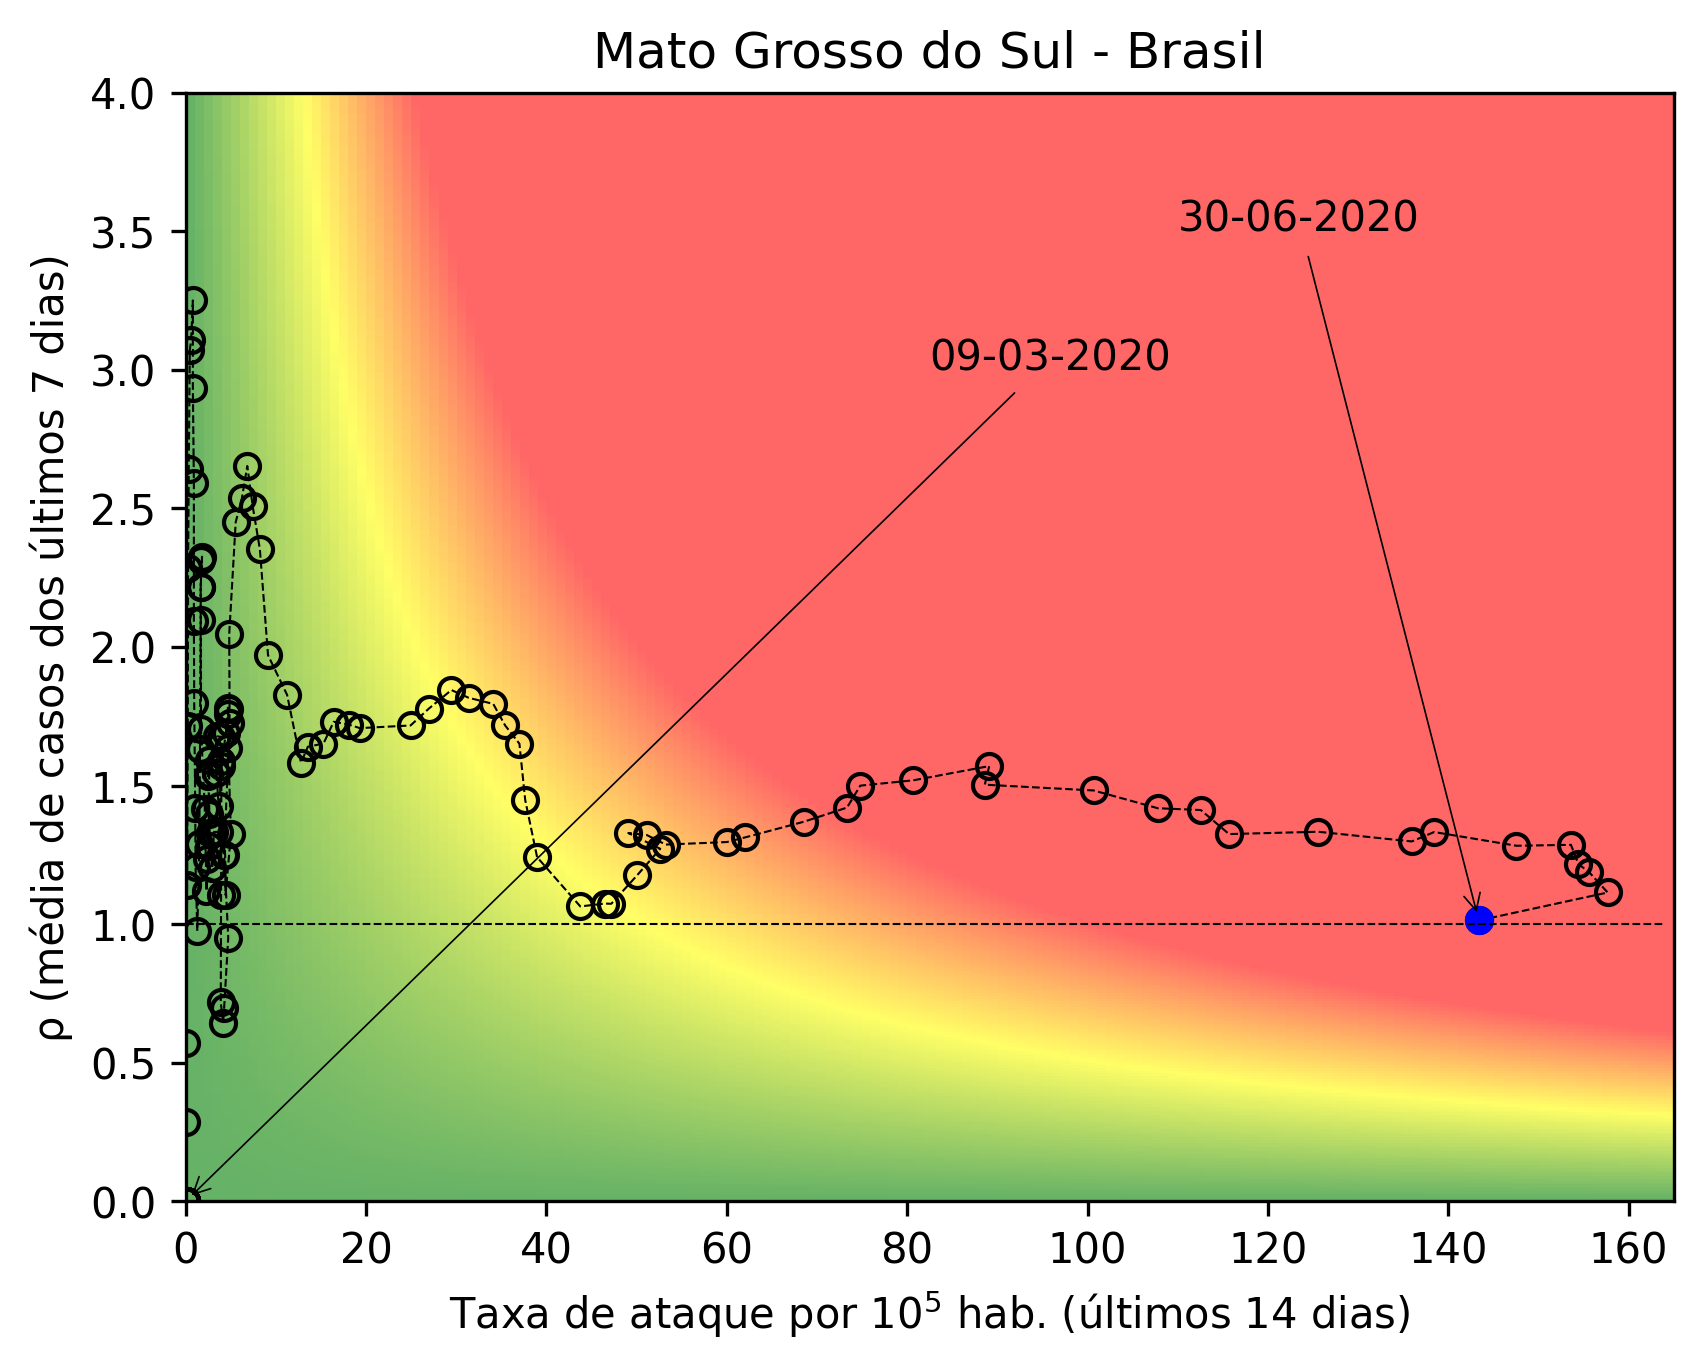 Mato Grosso do Sul - Brasil
4.0
3.5
3.0
2.5
2.0
1.5
1.0
0.5
0.0
ρ (média de casos dos últimos 7 dias)
30-06-2020
09-03-2020
0 20 40 60 80 100 120 140 160
Taxa de ataque por 10⁵ hab. (últimos 14 dias)